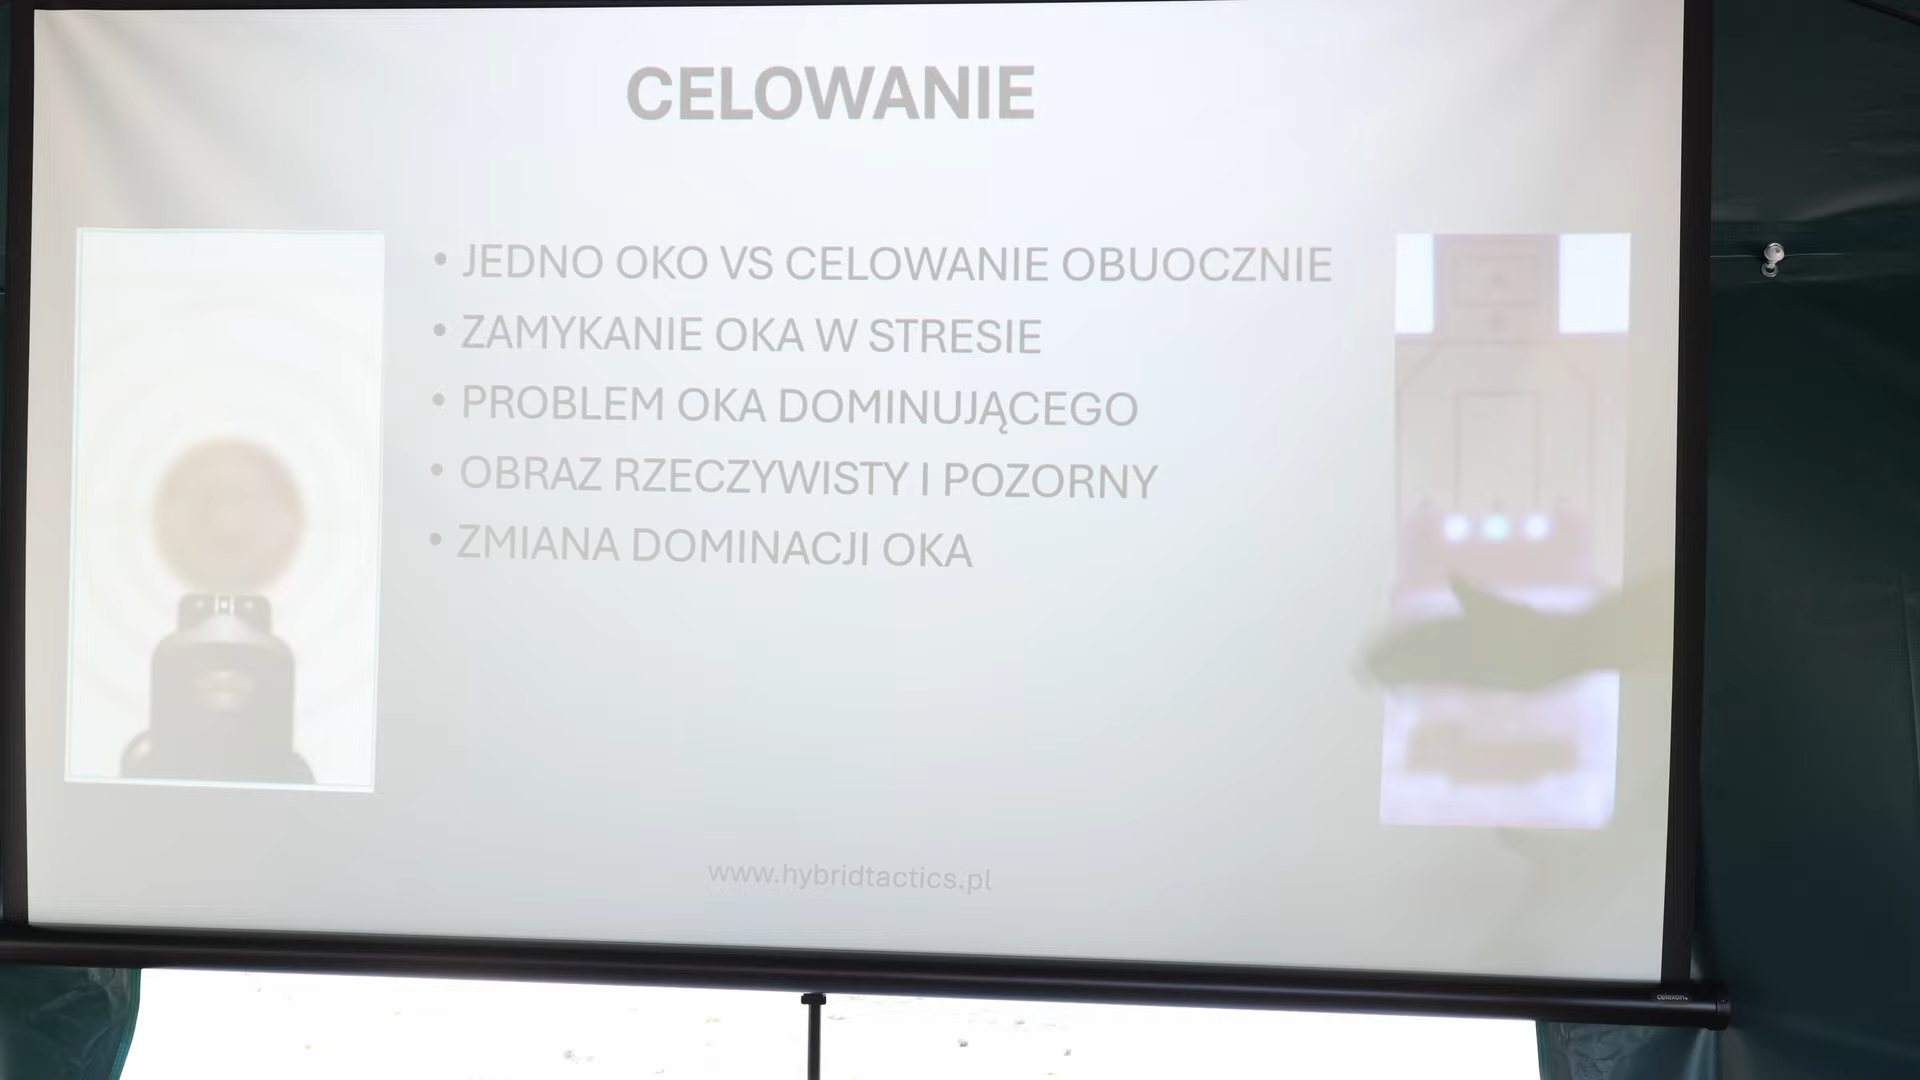 CELOWANIE
• JEDNO OKO VS CELOWANIE OBUOCZNIE
• ZAMYKANIE OKA W STRESIE
• PROBLEM OKA DOMINUJĄCEGO
• OBRAZ RZECZYWISTY I POZORNY
• ZMIANA DOMINACJI OKA
www.hybridtactics.pl
celexon